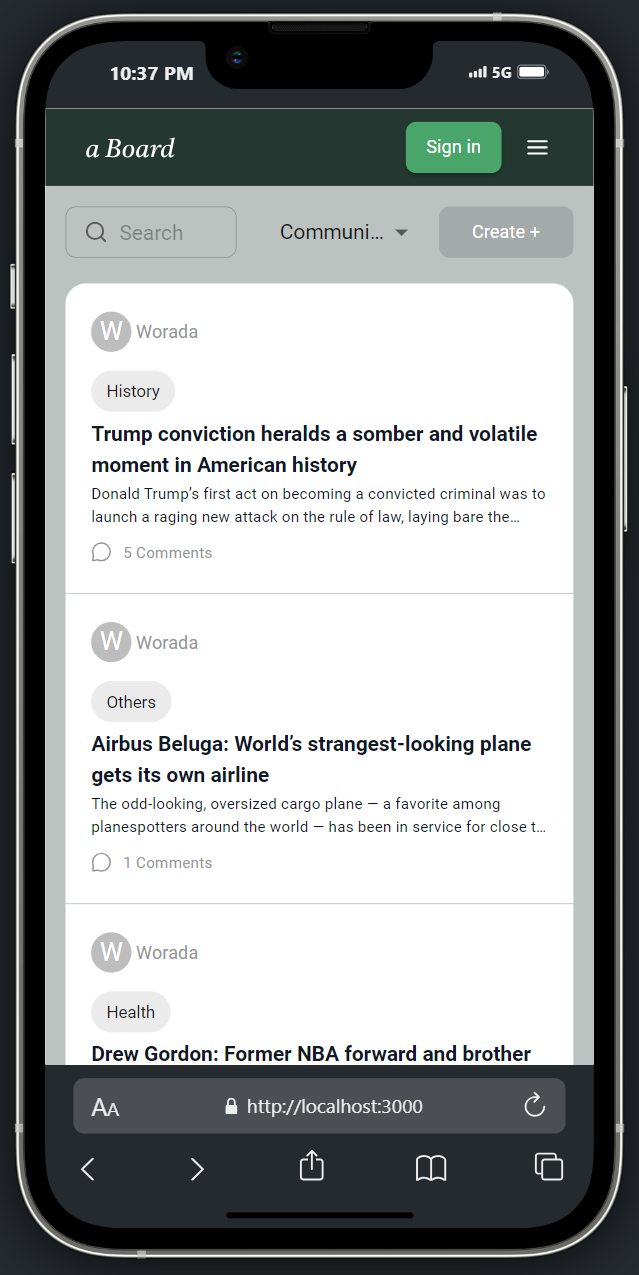 10:37 PM 5G
a Board Sign in
Search Communi... Create +
W Worada
History
Trump conviction heralds a somber and volatile
moment in American history
Donald Trump’s first act on becoming a convicted criminal was to
launch a raging new attack on the rule of law, laying bare the...
5 Comments
W Worada
Others
Airbus Beluga: World’s strangest-looking plane
gets its own airline
The odd-looking, oversized cargo plane — a favorite among
planespotters around the world — has been in service for close t...
1 Comments
W Worada
Health
Drew Gordon: Former NBA forward and brother
AA http://localhost:3000